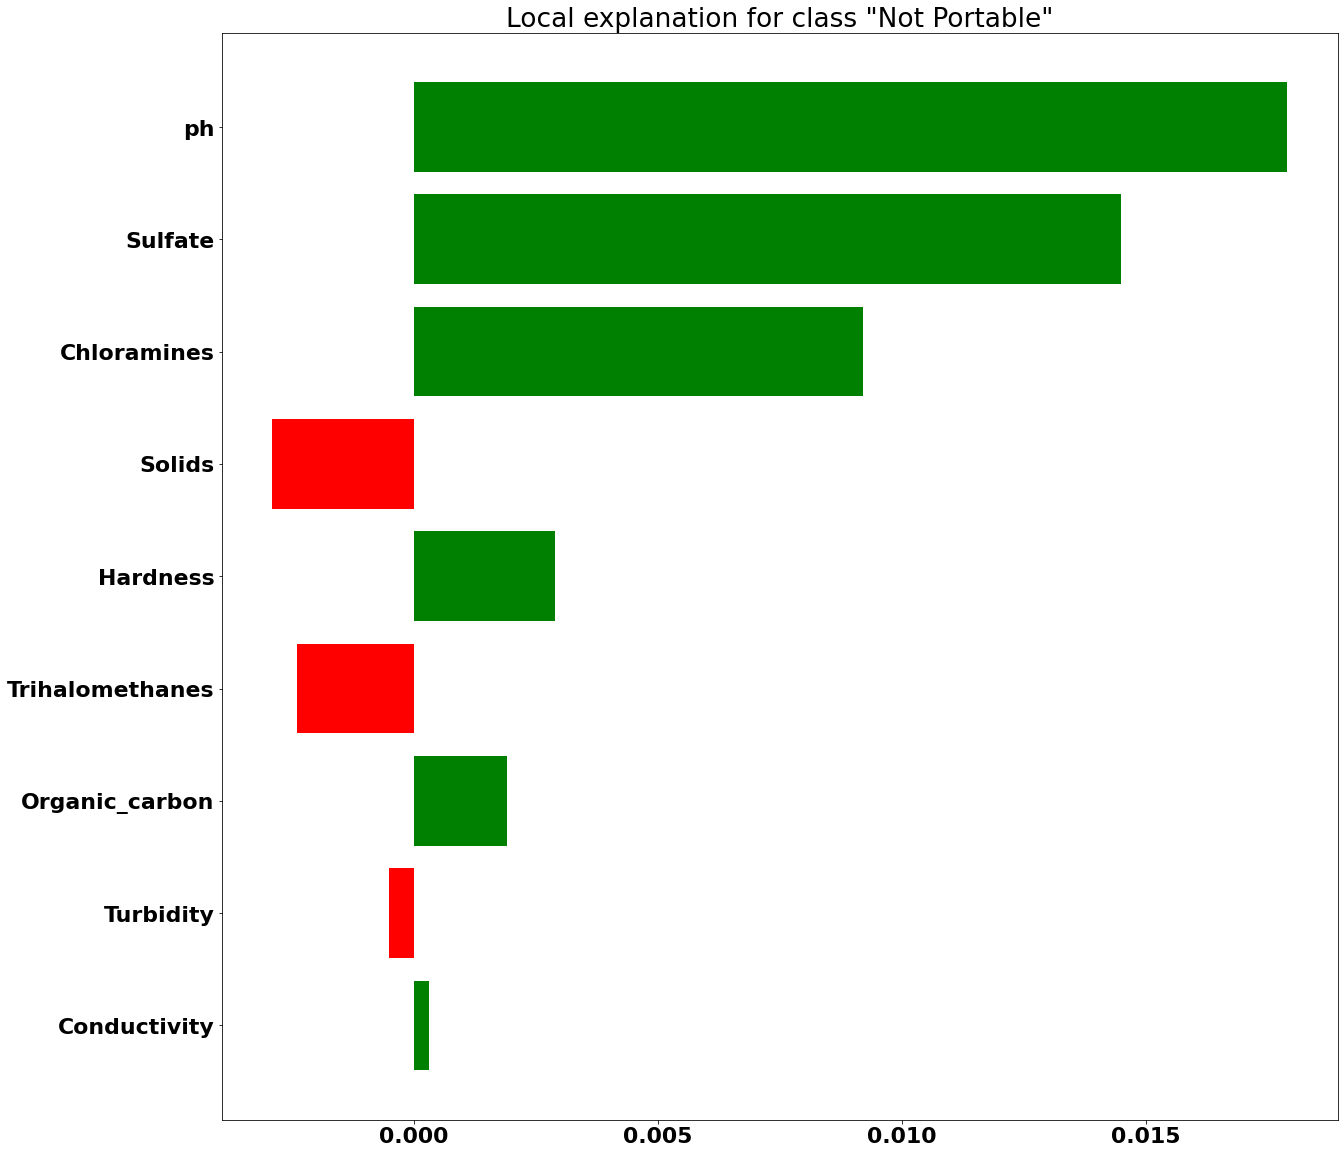 Local explanation for class "Not Portable"
ph
Sulfate
Chloramines
Solids
Hardness
Trihalomethanes
Organic_carbon
Turbidity
Conductivity
0.000 0.005 0.010 0.015